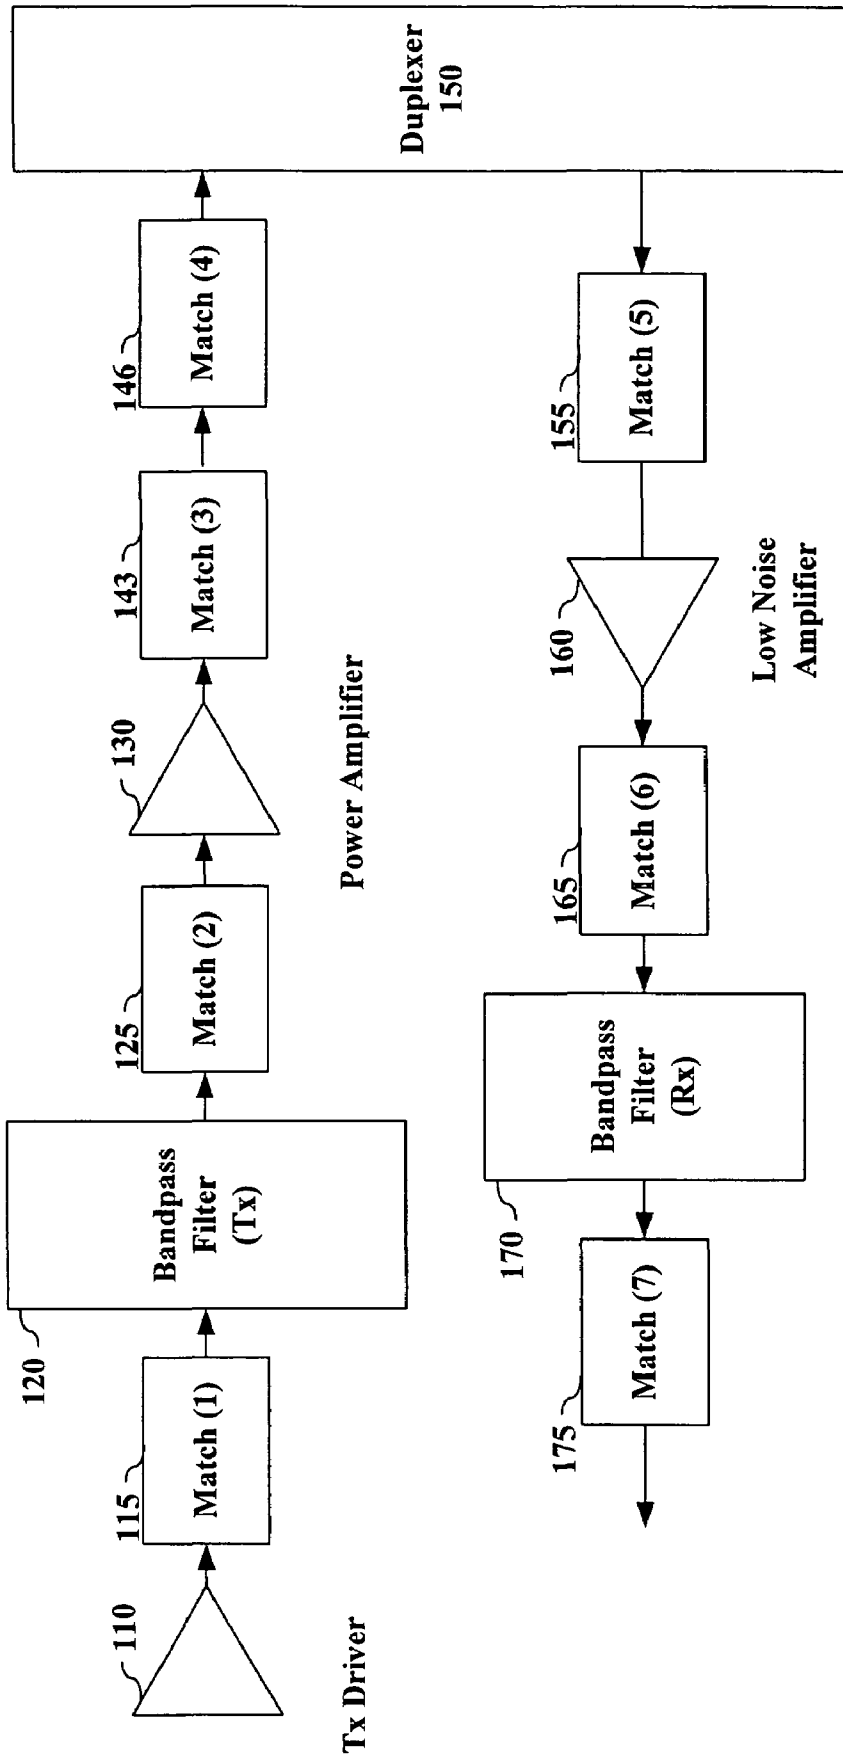 110
Tx Driver
115
Match (1)
120
Bandpass
Filter
(Tx)
125
Match (2)
130
Power Amplifier
143
Match (3)
146
Match (4)
Duplexer
150
155
Match (5)
160
Low Noise
Amplifier
165
Match (6)
170
Bandpass
Filter
(Rx)
175
Match (7)